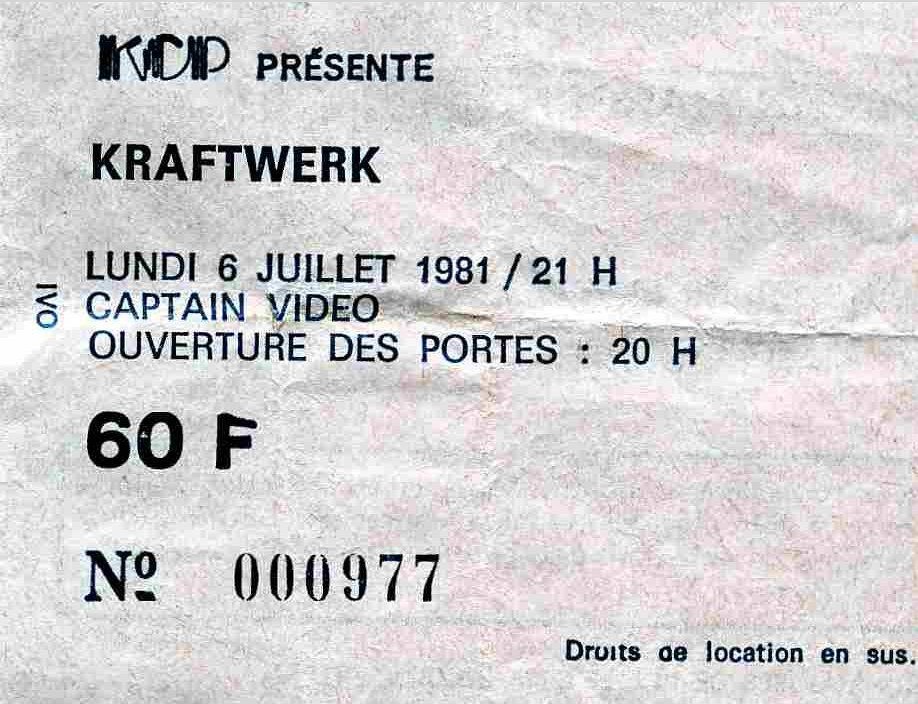 KCP PRÉSENTE
KRAFTWERK
LUNDI 6 JUILLET 1981 / 21 H
CAPTAIN VIDEO
OUVERTURE DES PORTES : 20 H
IVO
60 F
Nº 000977
Droits de location en sus.